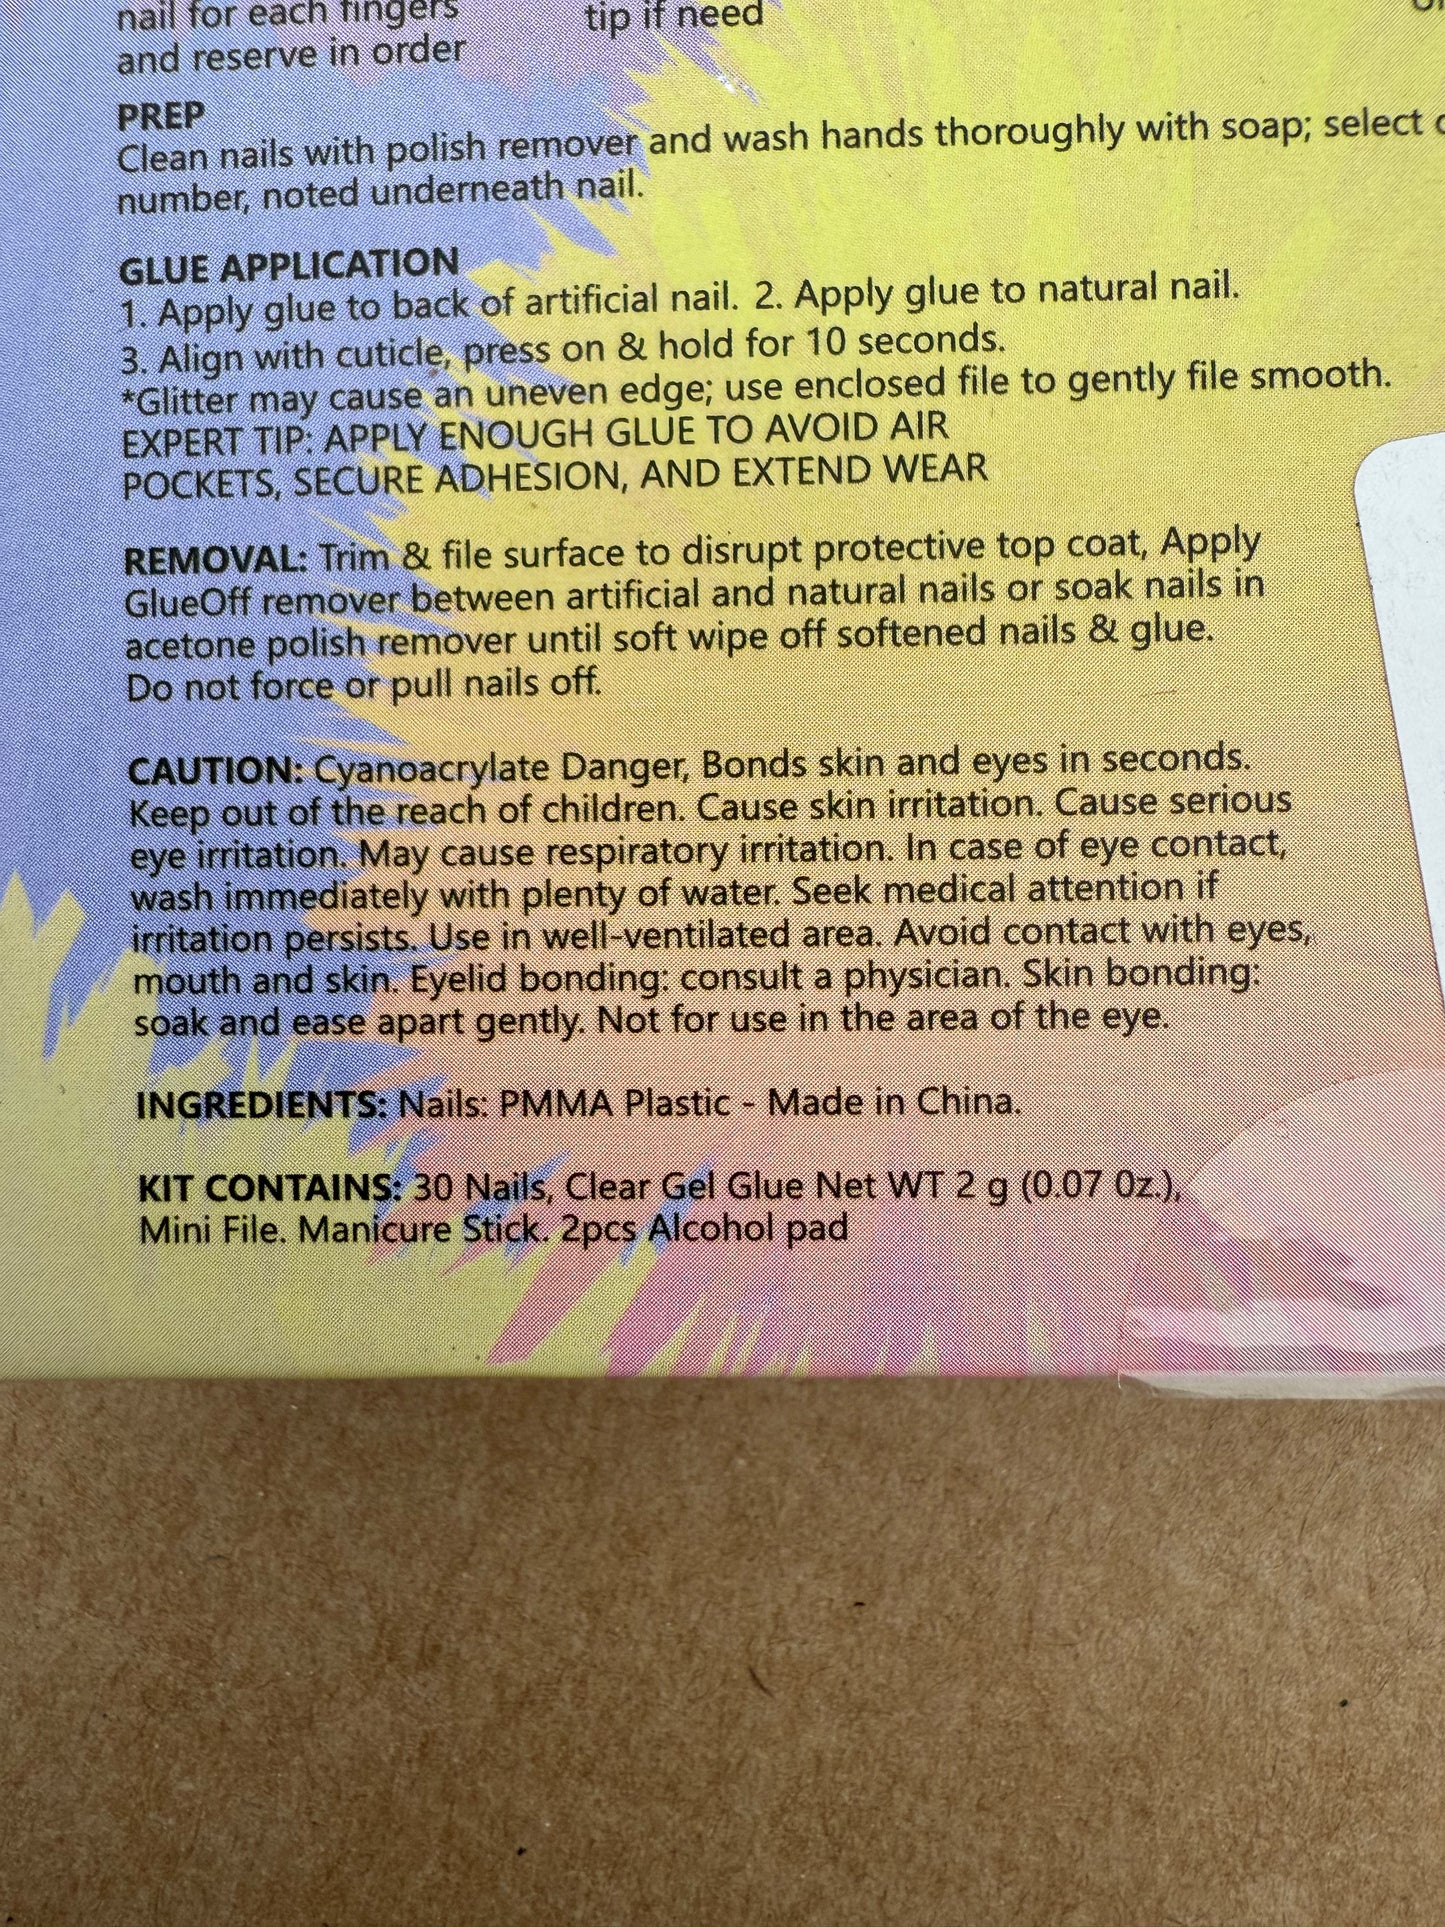 nail for each fingers
and reserve in order
tip if need
PREP
Clean nails with polish remover and wash hands thoroughly with soap; select
number, noted underneath nail.
GLUE APPLICATION
1. Apply glue to back of artificial nail. 2. Apply glue to natural nail.
3. Align with cuticle, press on & hold for 10 seconds.
*Glitter may cause an uneven edge; use enclosed file to gently file smooth.
EXPERT TIP: APPLY ENOUGH GLUE TO AVOID AIR
POCKETS, SECURE ADHESION, AND EXTEND WEAR
REMOVAL: Trim & file surface to disrupt protective top coat, Apply
GlueOff remover between artificial and natural nails or soak nails in
acetone polish remover until soft wipe off softened nails & glue.
Do not force or pull nails off.
CAUTION: Cyanoacrylate Danger, Bonds skin and eyes in seconds.
Keep out of the reach of children. Cause skin irritation. Cause serious
eye irritation. May cause respiratory irritation. In case of eye contact,
wash immediately with plenty of water. Seek medical attention if
irritation persists. Use in well-ventilated area. Avoid contact with eyes,
mouth and skin. Eyelid bonding: consult a physician. Skin bonding:
soak and ease apart gently. Not for use in the area of the eye.
INGREDIENTS: Nails: PMMA Plastic - Made in China.
KIT CONTAINS: 30 Nails, Clear Gel Glue Net WT 2 g (0.07 0z.),
Mini File. Manicure Stick. 2pcs Alcohol pad